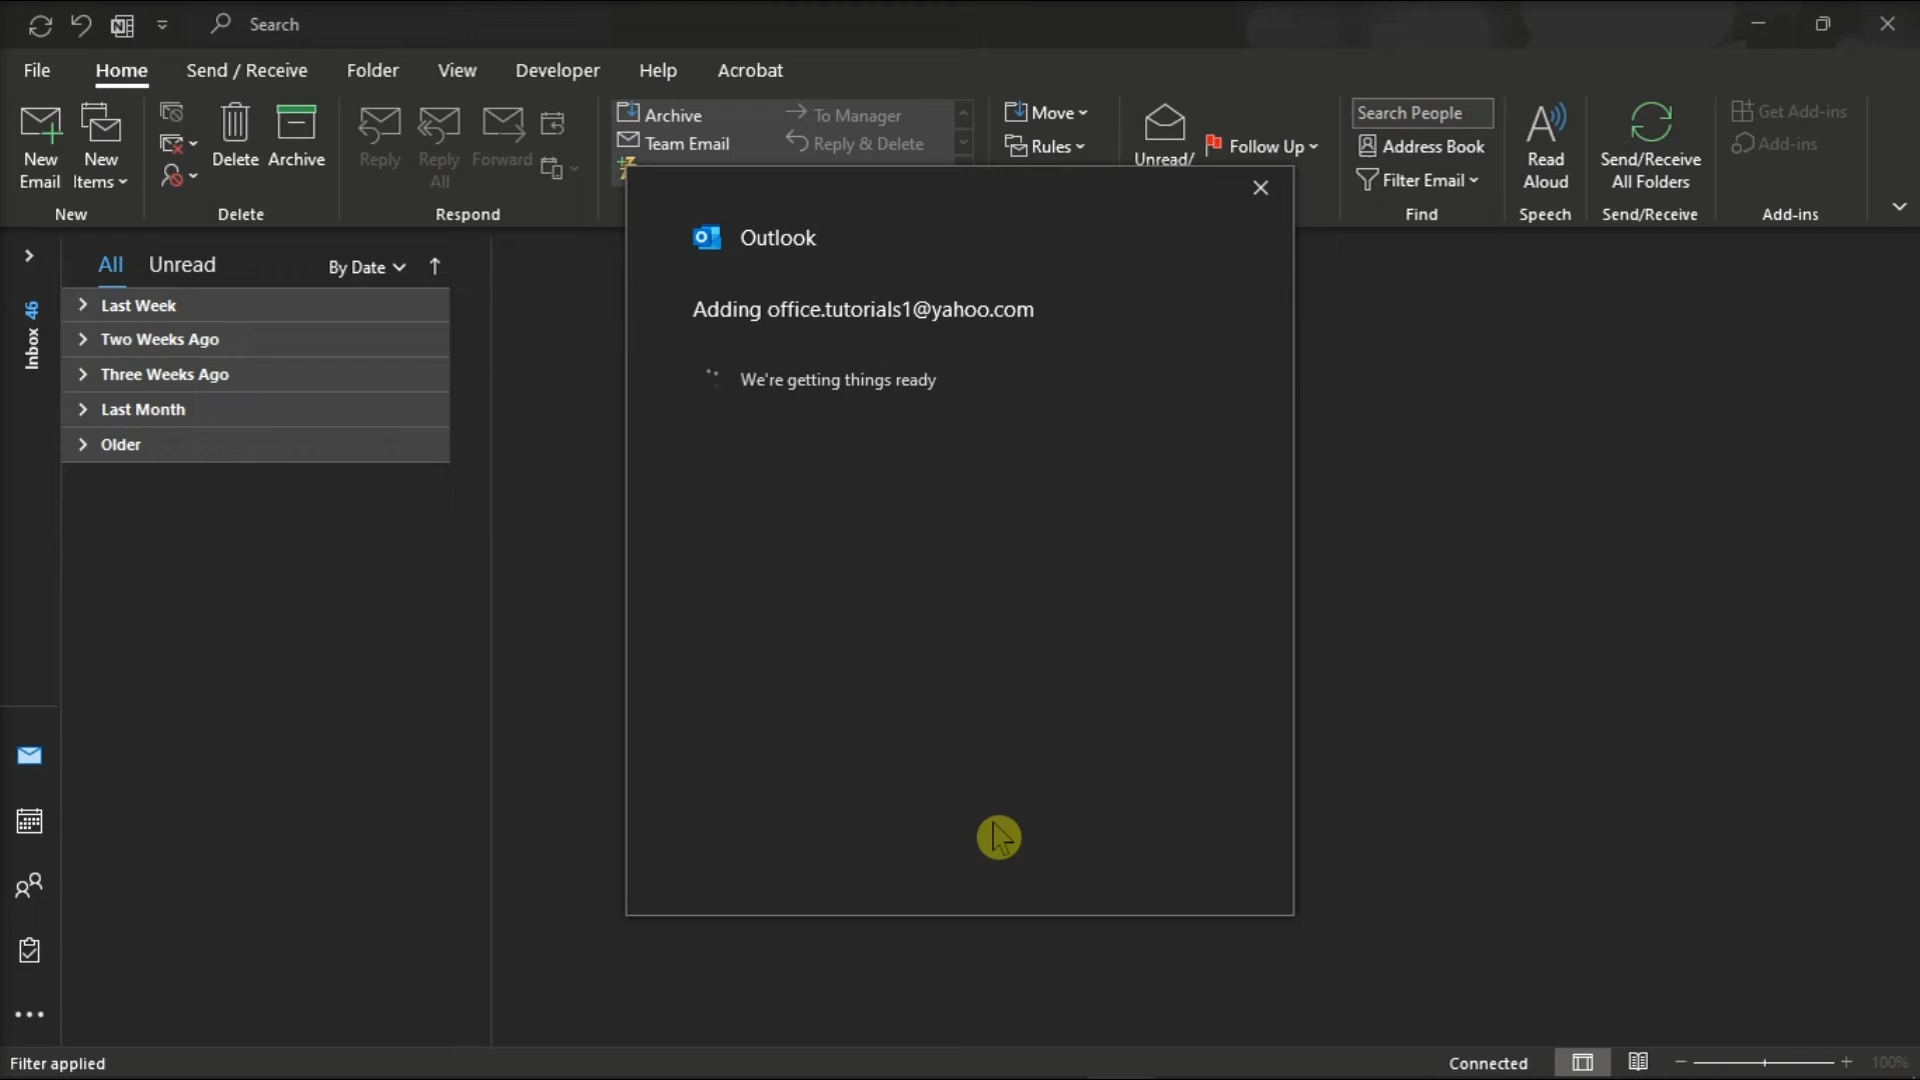 Search
File Home Send / Receive Folder View Developer Help Acrobat
New Email
New Items
New
Delete
Archive
Delete
Reply
Reply All
Forward
Respond
Archive
Team Email
To Manager
Reply & Delete
Move
Rules
Unread/
Follow Up
Search People
Address Book
Filter Email
Find
Read Aloud
Speech
Send/Receive All Folders
Send/Receive
Get Add-ins
Add-ins
Add-ins
All Unread By Date
Inbox 46
Last Week
Two Weeks Ago
Three Weeks Ago
Last Month
Older
Outlook
Adding office.tutorials1@yahoo.com
We're getting things ready
Filter applied
Connected
100%